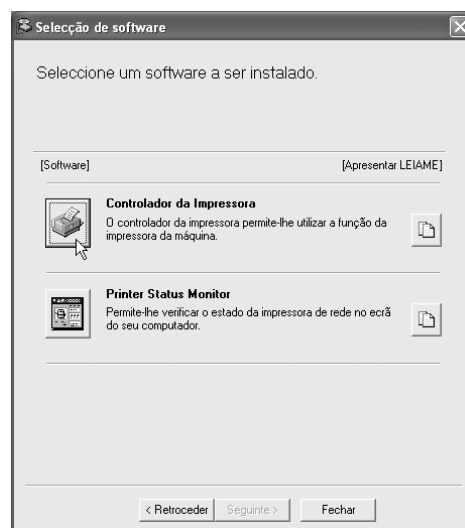 Selecção de software
Seleccione um software a ser instalado.
[Software] [Apresentar LEIAME]
Controlador da Impressora
O controlador da impressora permite-lhe utilizar a função da
impressora da máquina.
Printer Status Monitor
Permite-lhe verificar o estado da impressora de rede no ecrã
do seu computador.
< Retroceder Seguinte > Fechar